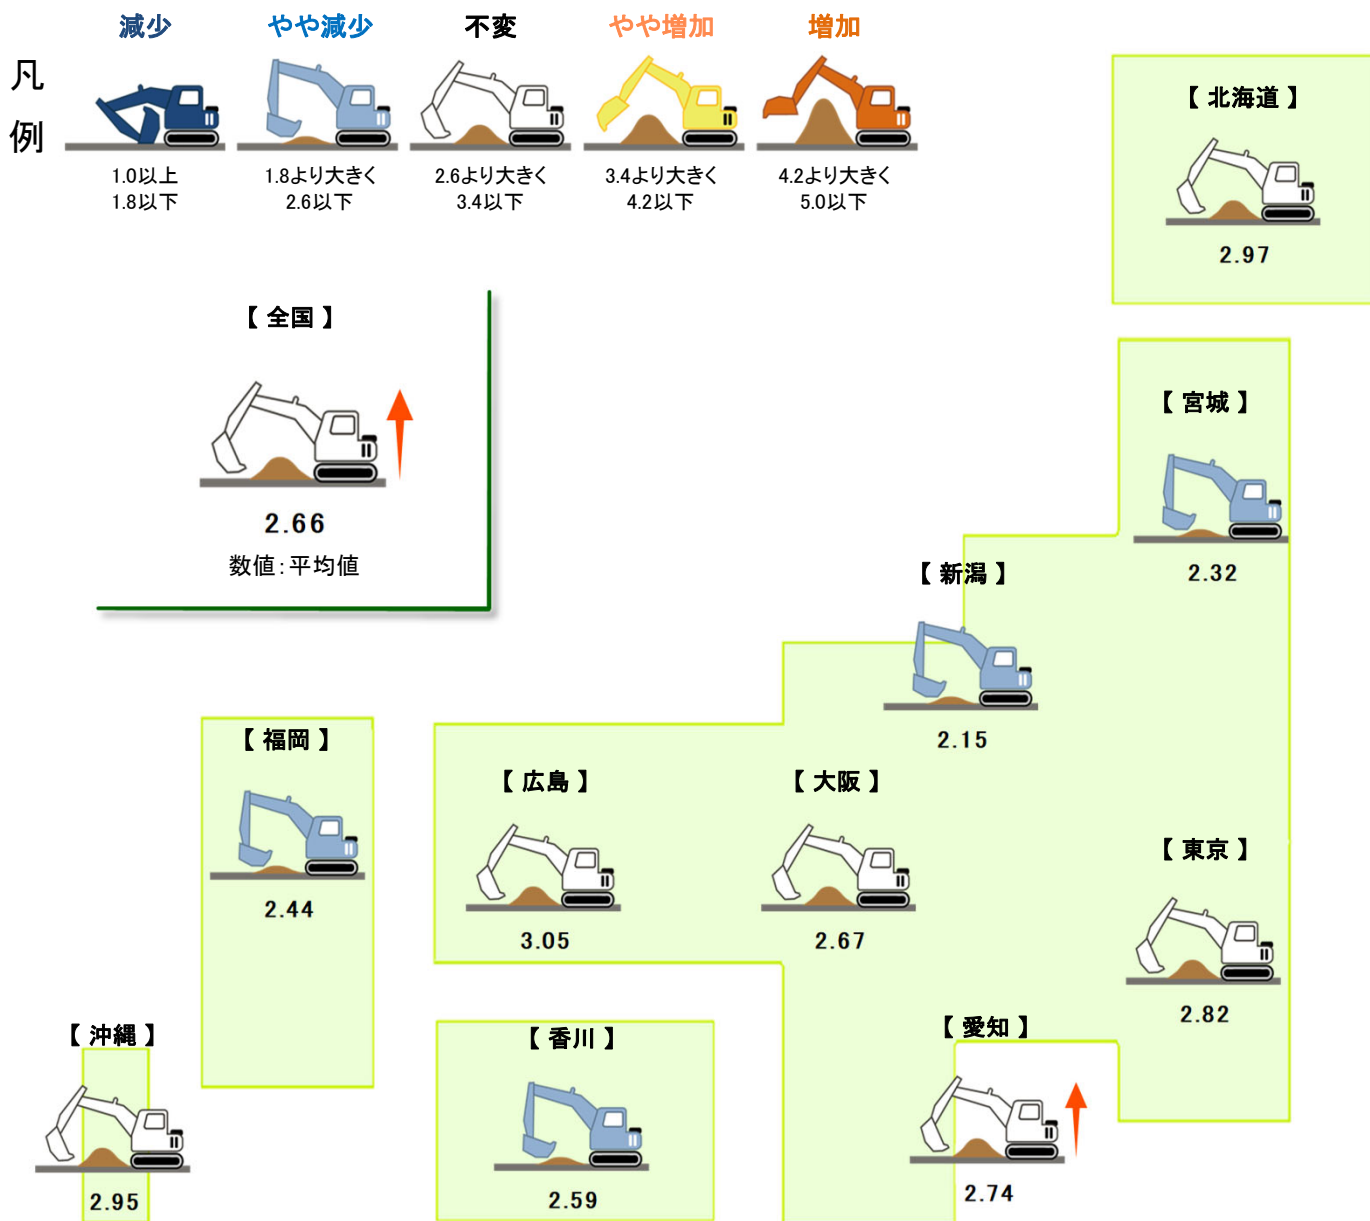 減少 やや減少 不変 やや増加 増加
凡
例
1.0以上 1.8より大きく 2.6より大きく 3.4より大きく 4.2より大きく
1.8以下 2.6以下 3.4以下 4.2以下 5.0以下
【 北海道 】
2.97
【 全国 】
2.66
数値：平均値
【 宮城 】
2.32
【 新潟 】
2.15
【 福岡 】
2.44
【 広島 】
3.05
【 大阪 】
2.67
【 東京 】
2.82
【 沖縄 】
2.95
【 香川 】
2.59
【 愛知 】
2.74